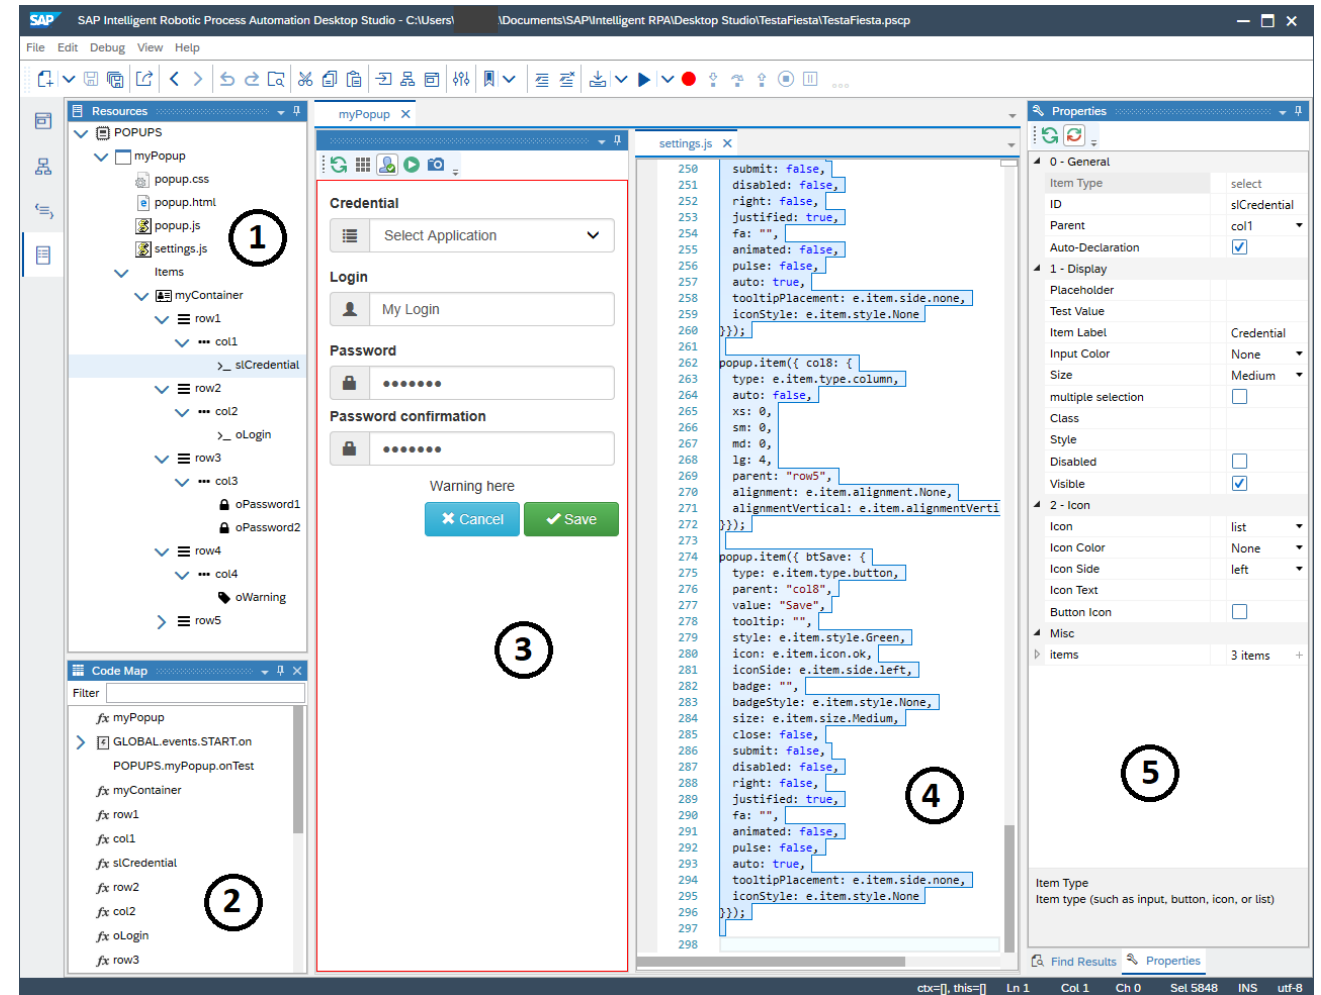 SAP SAP Intelligent Robotic Process Automation Desktop Studio - C:\Users\ \Documents\SAP\Intelligent RPA\Desktop Studio\TestaFiesta\TestaFiesta.pscp
File Edit Debug View Help
Resources
POPUPS
myPopup
popup.css
popup.html
popup.js
settings.js
1
Items
myContainer
row1
col1
slCredential
row2
col2
oLogin
row3
col3
oPassword1
oPassword2
row4
col4
oWarning
row5
Code Map
Filter
fx myPopup
GLOBAL.events.START.on
POPUPS.myPopup.onTest
fx myContainer
fx row1
fx col1
fx slCredential
fx row2
fx col2
fx oLogin
fx row3
2
myPopup
Credential
Select Application
Login
My Login
Password
Password confirmation
Warning here
Cancel Save
3
settings.js
250 submit: false,
251 disabled: false,
252 right: false,
253 justified: true,
254 fa: "",
255 animated: false,
256 pulse: false,
257 auto: true,
258 tooltipPlacement: e.item.side.none,
259 iconStyle: e.item.style.None
260 }});
261
262 popup.item({ col8: {
263 type: e.item.type.column,
264 auto: false,
265 xs: 0,
266 sm: 0,
267 md: 0,
268 lg: 4,
269 parent: "row5",
270 alignment: e.item.alignment.None,
271 alignmentVertical: e.item.alignmentVerti
272 }});
273
274 popup.item({ btSave: {
275 type: e.item.type.button,
276 parent: "col8",
277 value: "Save",
278 tooltip: "",
279 style: e.item.style.Green,
280 icon: e.item.icon.ok,
281 iconSide: e.item.side.left,
282 badge: "",
283 badgeStyle: e.item.style.None,
284 size: e.item.size.Medium,
285 close: false,
286 submit: false,
287 disabled: false,
288 right: false,
289 justified: true,
290 fa: "",
291 animated: false,
292 pulse: false,
293 auto: true,
294 tooltipPlacement: e.item.side.none,
295 iconStyle: e.item.style.None
296 }});
297
298
4
Properties
0 - General
Item Type select
ID slCredential
Parent col1
Auto-Declaration
1 - Display
Placeholder
Test Value
Item Label Credential
Input Color None
Size Medium
multiple selection
Class
Style
Disabled
Visible
2 - Icon
Icon list
Icon Color None
Icon Side left
Icon Text
Button Icon
Misc
items 3 items +
5
Item Type
Item type (such as input, button, icon, or list)
Find Results Properties
ctx=[], this=[] Ln 1 Col 1 Ch 0 Sel 5848 INS utf-8